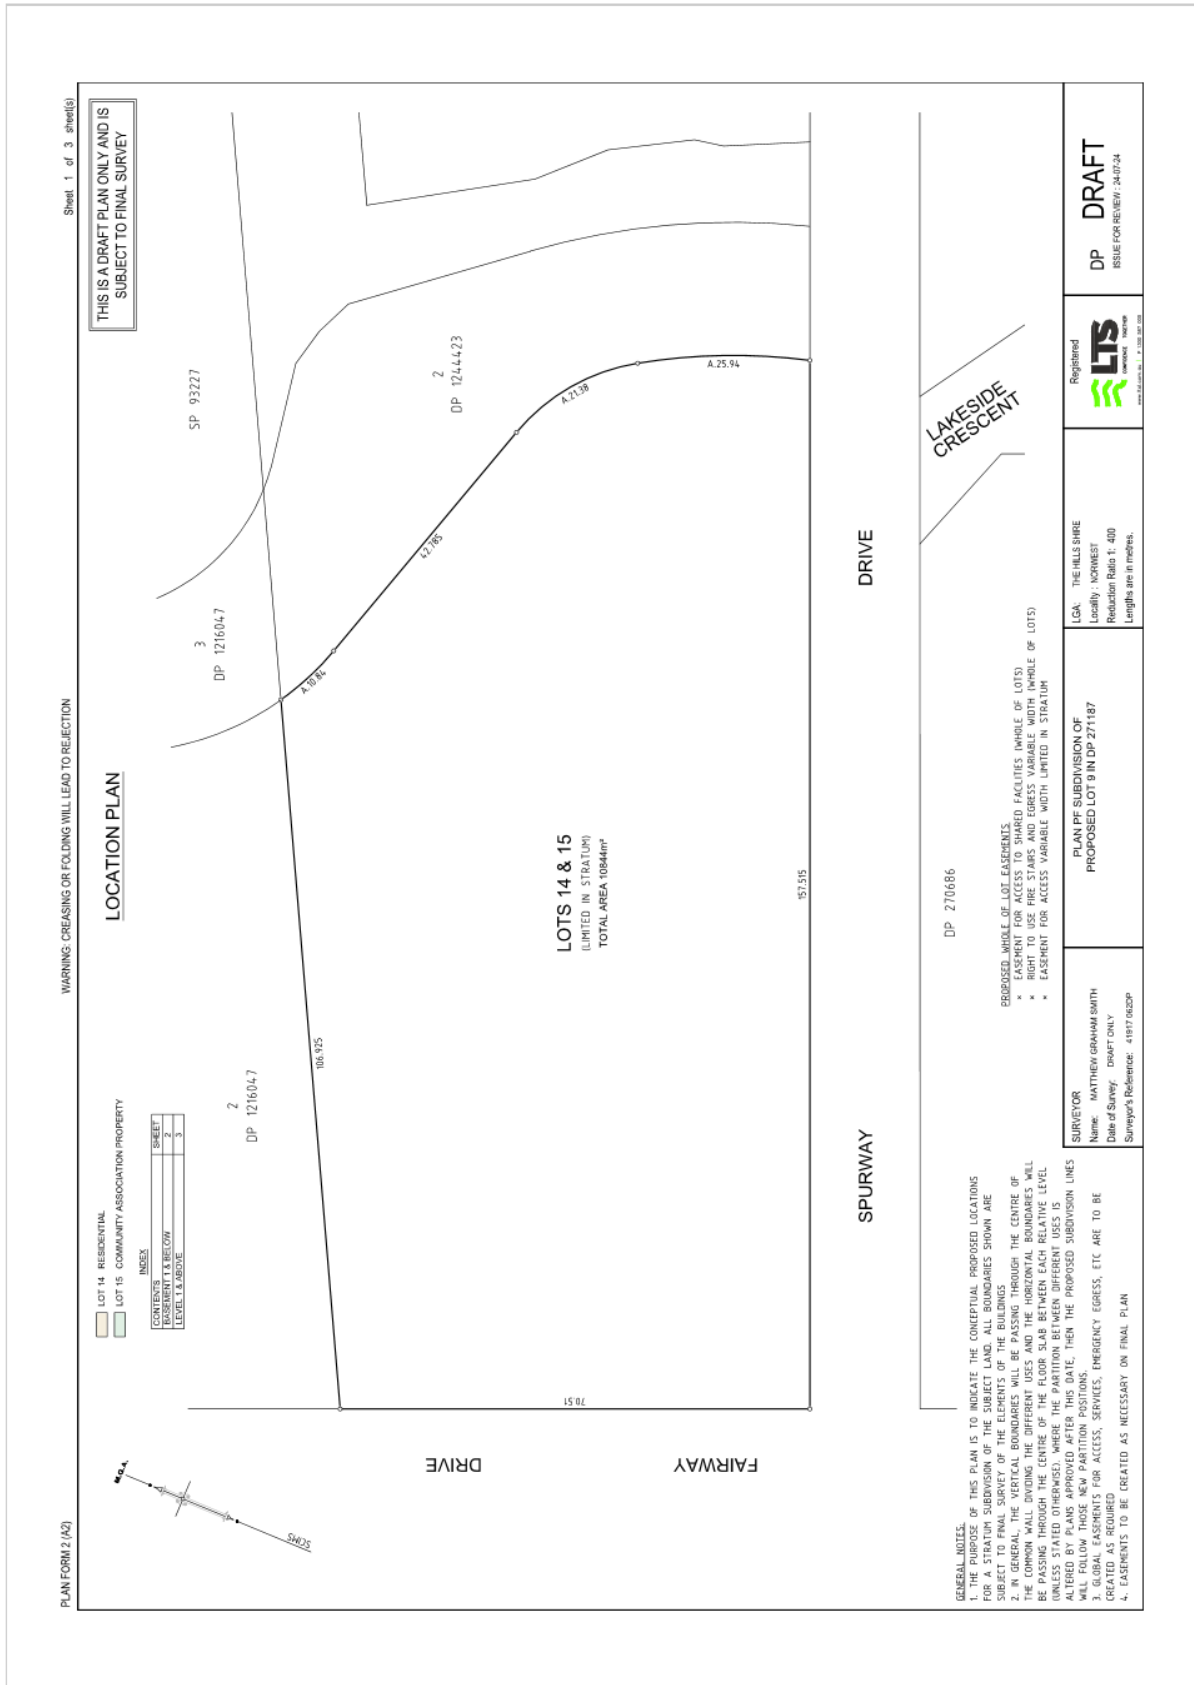 PLAN FORM 2 (A2)
WARNING: CREASING OR FOLDING WILL LEAD TO REJECTION
Sheet 1 of 3 sheet(s)
LOT 14 RESIDENTIAL
LOT 15 COMMUNITY ASSOCIATION PROPERTY
INDEX
CONTENTS SHEET
BASEMENT 1 & BELOW 2
LEVEL 1 & ABOVE 3
LOCATION PLAN
THIS IS A DRAFT PLAN ONLY AND IS
SUBJECT TO FINAL SURVEY
M.G.A.
SCIMS
2
DP 1216047
3
DP 1216047
SP 93227
2
DP 1244423
106.925
A.10.84
42.785
A.21.38
A.25.94
70.51
157.515
LOTS 14 & 15
(LIMITED IN STRATUM)
TOTAL AREA 10844m²
FAIRWAY
DRIVE
SPURWAY
DRIVE
LAKESIDE
CRESCENT
DP 270686
GENERAL NOTES:
1. THE PURPOSE OF THIS PLAN IS TO INDICATE THE CONCEPTUAL PROPOSED LOCATIONS
FOR A STRATUM SUBDIVISION OF THE SUBJECT LAND. ALL BOUNDARIES SHOWN ARE
SUBJECT TO FINAL SURVEY OF THE ELEMENTS OF THE BUILDINGS
2. IN GENERAL, THE VERTICAL BOUNDARIES WILL BE PASSING THROUGH THE CENTRE OF
THE COMMON WALL DIVIDING THE DIFFERENT USES AND THE HORIZONTAL BOUNDARIES WILL
BE PASSING THROUGH THE CENTRE OF THE FLOOR SLAB BETWEEN EACH RELATIVE LEVEL
(UNLESS STATED OTHERWISE). WHERE THE PARTITION BETWEEN DIFFERENT USES IS
ALTERED BY PLANS APPROVED AFTER THIS DATE, THEN THE PROPOSED SUBDIVISION LINES
WILL FOLLOW THOSE NEW PARTITION POSITIONS.
3. GLOBAL EASEMENTS FOR ACCESS, SERVICES, EMERGENCY EGRESS, ETC ARE TO BE
CREATED AS REQUIRED
4. EASEMENTS TO BE CREATED AS NECESSARY ON FINAL PLAN
PROPOSED WHOLE OF LOT EASEMENTS
* EASEMENT FOR ACCESS TO SHARED FACILITIES (WHOLE OF LOTS)
* RIGHT TO USE FIRE STAIRS AND EGRESS VARIABLE WIDTH (WHOLE OF LOTS)
* EASEMENT FOR ACCESS VARIABLE WIDTH LIMITED IN STRATUM
SURVEYOR
Name: MATTHEW GRAHAM SMITH
Date of Survey: DRAFT ONLY
Surveyor's Reference: 41917 062DP
PLAN PF SUBDIVISION OF
PROPOSED LOT 9 IN DP 271187
LGA: THE HILLS SHIRE
Locality : NORWEST
Reduction Ratio 1: 400
Lengths are in metres.
Registered
LTS
CONFIDENCE TOGETHER
DP DRAFT
ISSUE FOR REVIEW : 24-07-24